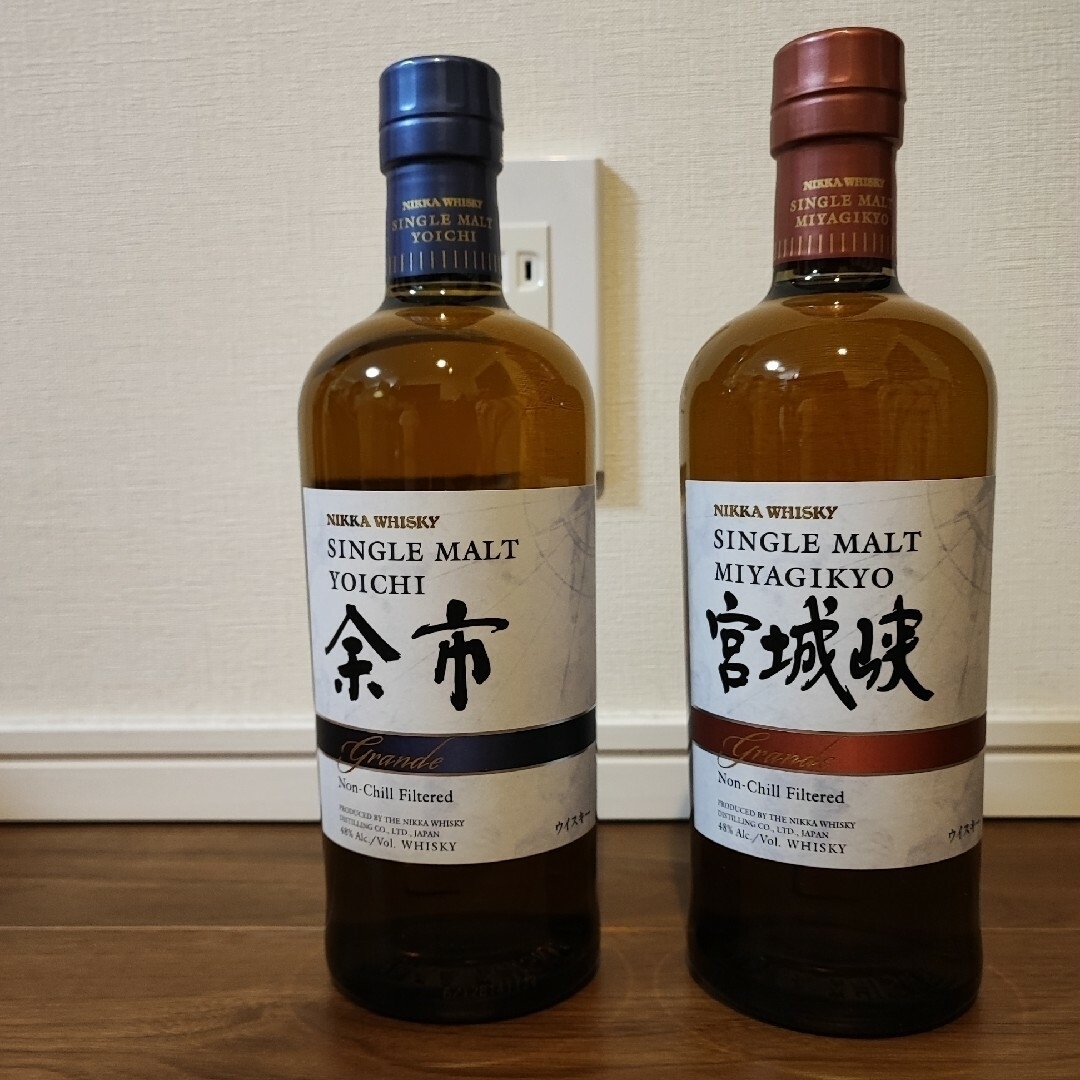 NIKKA WHISKY
SINGLE MALT
YOICHI
NIKKA WHISKY
SINGLE MALT
YOICHI
余市
Grande
Non-Chill Filtered
PRODUCED BY THE NIKKA WHISKY
DISTILLING CO., LTD., JAPAN
48% Alc./Vol. WHISKY
ウイスキー
NIKKA WHISKY
SINGLE MALT
MIYAGIKYO
NIKKA WHISKY
SINGLE MALT
MIYAGIKYO
宮城峡
Grande
Non-Chill Filtered
PRODUCED BY THE NIKKA WHISKY
DISTILLING CO., LTD., JAPAN
48% Alc./Vol. WHISKY
ウイスキー